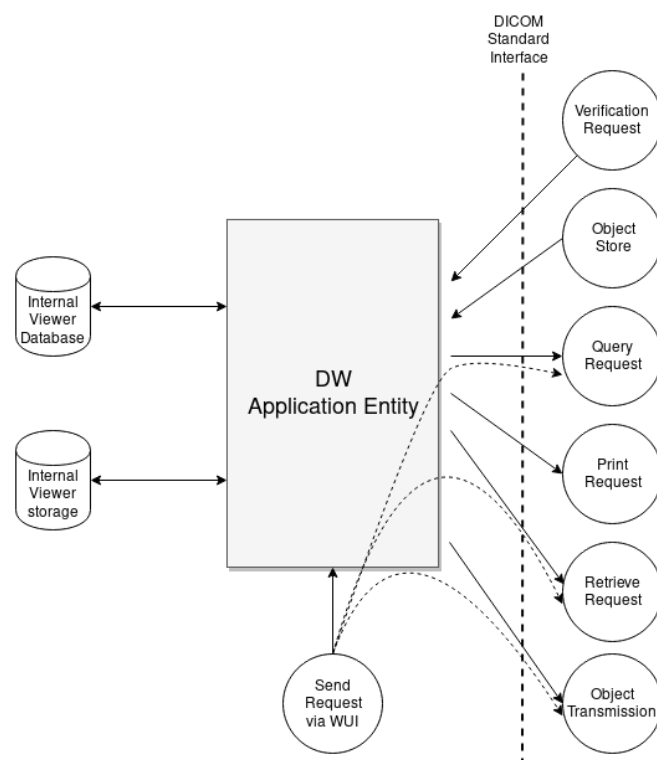 DICOM
Standard
Interface
Verification
Request
Object
Store
Internal
Viewer
Database
Query
Request
DW
Application Entity
Print
Request
Internal
Viewer
storage
Retrieve
Request
Send
Request
via WUI
Object
Transmission